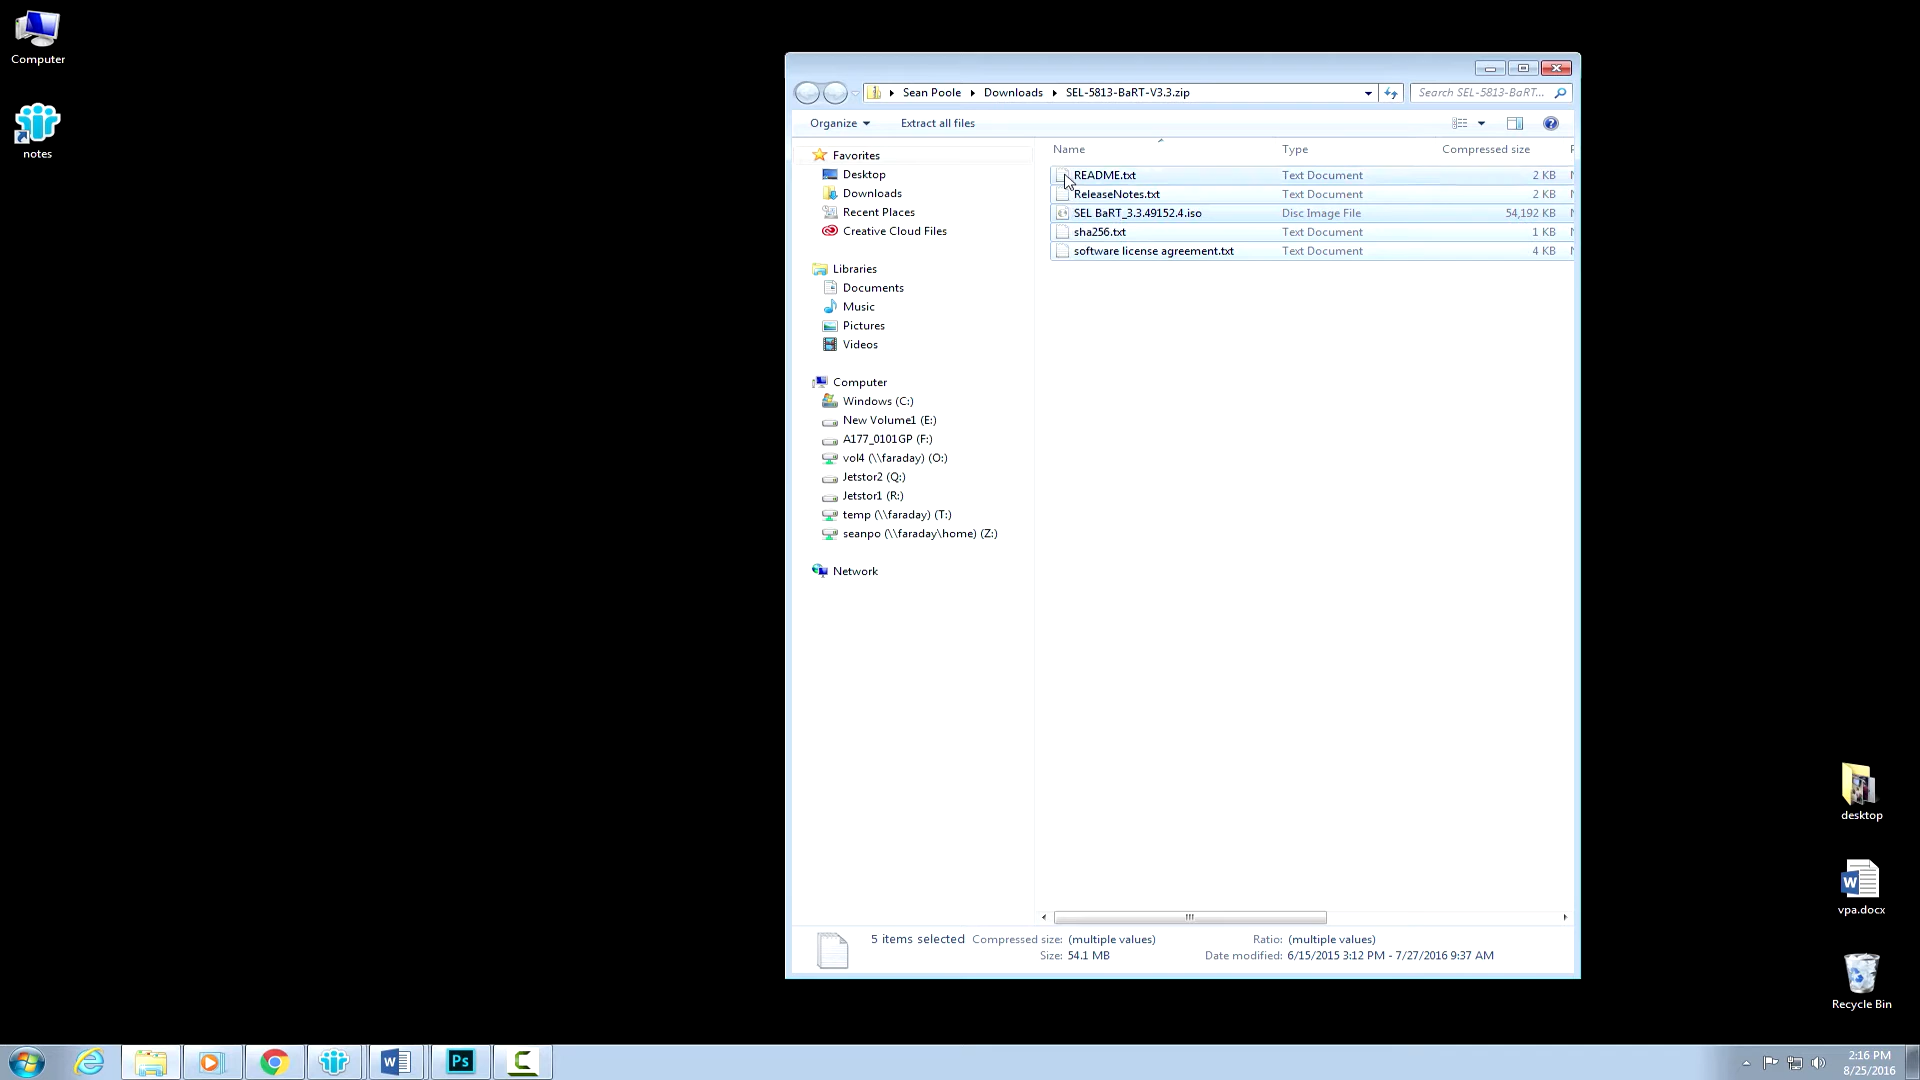 Computer
notes
Sean Poole Downloads SEL-5813-BaRT-V3.3.zip
Search SEL-5813-BaRT...
Organize
Extract all files
Favorites
Desktop
Downloads
Recent Places
Creative Cloud Files
Libraries
Documents
Music
Pictures
Videos
Computer
Windows (C:)
New Volume1 (E:)
A177_0101GP (F:)
vol4 (\\faraday) (O:)
Jetstor2 (Q:)
Jetstor1 (R:)
temp (\\faraday) (T:)
seanpo (\\faraday\home) (Z:)
Network
Name Type Compressed size
README.txt Text Document 2 KB
ReleaseNotes.txt Text Document 2 KB
SEL BaRT_3.3.49152.4.iso Disc Image File 54,192 KB
sha256.txt Text Document 1 KB
software license agreement.txt Text Document 4 KB
5 items selected Compressed size: (multiple values) Ratio: (multiple values)
Size: 54.1 MB Date modified: 6/15/2015 3:12 PM - 7/27/2016 9:37 AM
desktop
vpa.docx
Recycle Bin
Ps
2:16 PM
8/25/2016